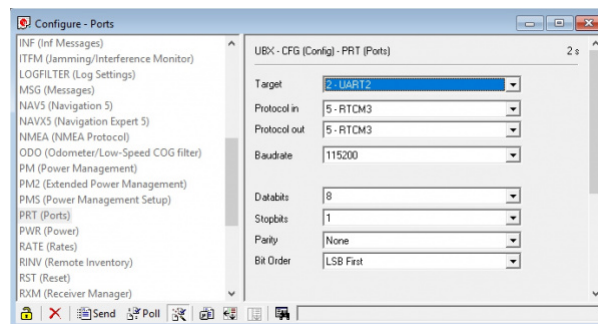 Configure - Ports
INF (Inf Messages)
ITFM (Jamming/Interference Monitor)
LOGFILTER (Log Settings)
MSG (Messages)
NAV5 (Navigation 5)
NAVX5 (Navigation Expert 5)
NMEA (NMEA Protocol)
ODO (Odometer/Low-Speed COG filter)
PM (Power Management)
PM2 (Extended Power Management)
PMS (Power Management Setup)
PRT (Ports)
PWR (Power)
RATE (Rates)
RINV (Remote Inventory)
RST (Reset)
RXM (Receiver Manager)
UBX - CFG (Config) - PRT (Ports) 2 s
Target 2 - UART2
Protocol in 5 - RTCM3
Protocol out 5 - RTCM3
Baudrate 115200
Databits 8
Stopbits 1
Parity None
Bit Order LSB First
Send Poll